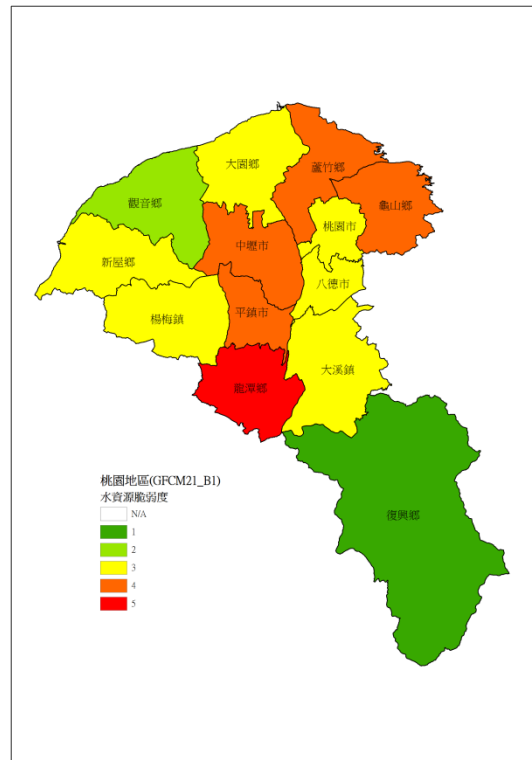 大園鄉
蘆竹鄉
觀音鄉
龜山鄉
桃園市
中壢市
新屋鄉
八德市
楊梅鎮
平鎮市
大溪鎮
龍潭鄉
復興鄉
桃園地區(GFCM21_B1)
水資源脆弱度
N/A
1
2
3
4
5